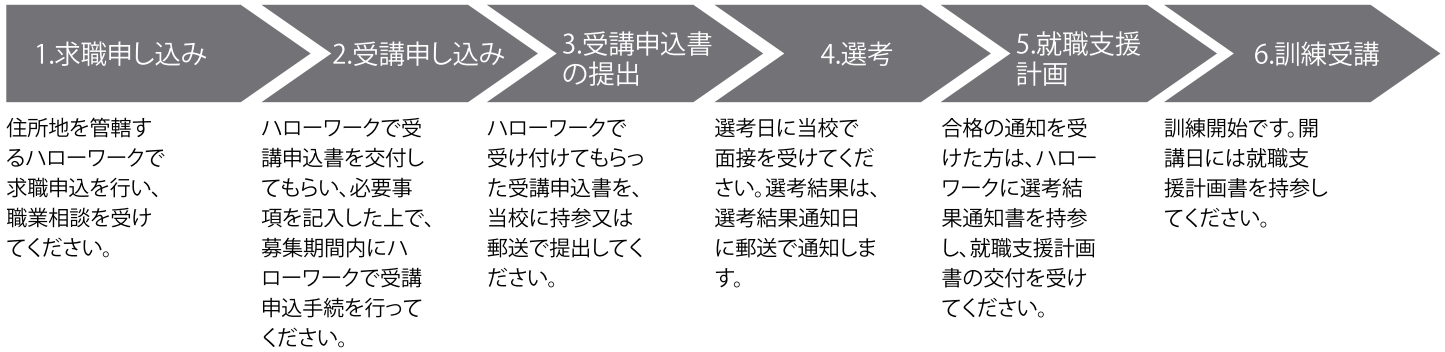 1.求職申し込み
住所地を管轄す
るハローワークで
求職申込を行い、
職業相談を受け
てください。
2.受講申し込み
ハローワークで受
講申込書を交付し
てもらい、必要事
項を記入した上で、
募集期間内にハ
ローワークで受講
申込手続を行って
ください。
3.受講申込書
の提出
ハローワークで
受け付けてもらっ
た受講申込書を、
当校に持参又は
郵送で提出してく
ださい。
4.選考
選考日に当校で
面接を受けてくだ
さい。選考結果は、
選考結果通知日
に郵送で通知しま
す。
5.就職支援
計画
合格の通知を受
けた方は、ハロー
ワークに選考結
果通知書を持参
し、就職支援計画
書の交付を受け
てください。
6.訓練受講
訓練開始です。開
講日には就職支
援計画書を持参し
てください。